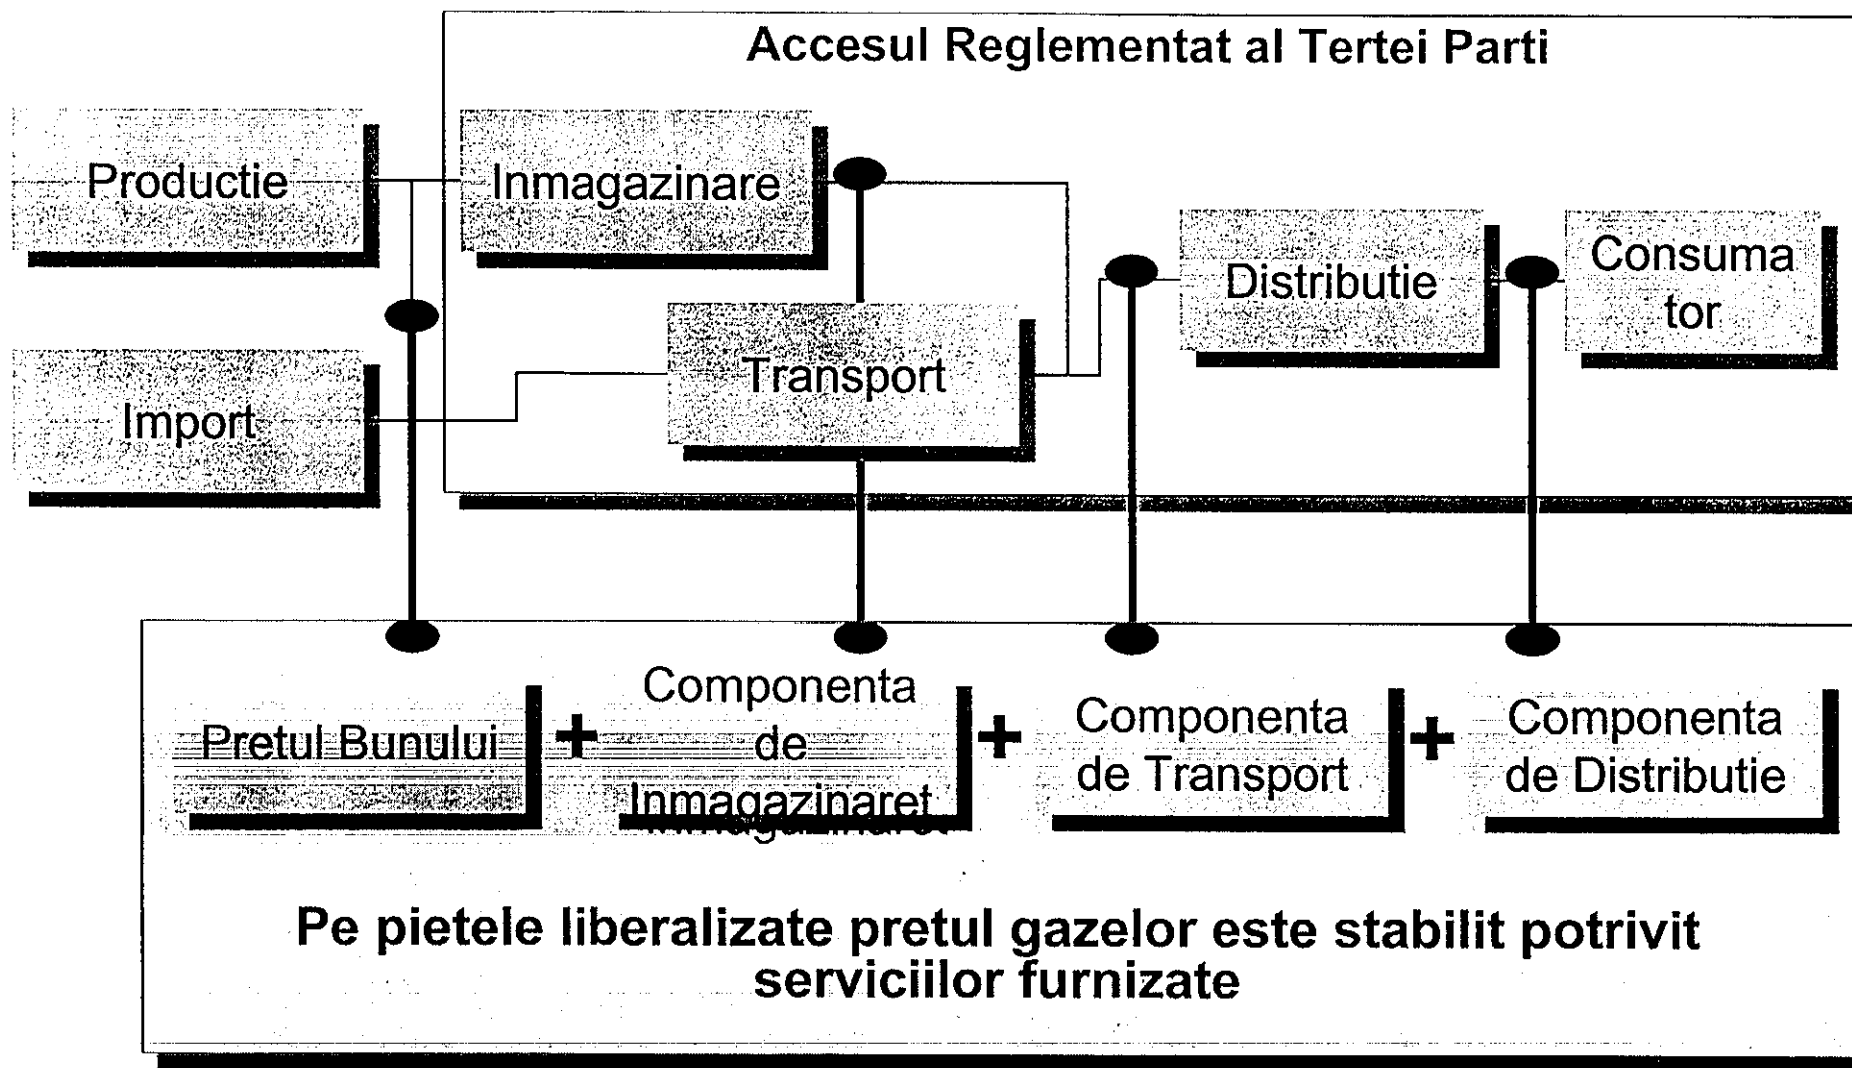 Accesul Reglementat al Tertei Parti
Productie
Inmagazinare
Distributie
Consuma
tor
Transport
Import
Pretul Bunului
+
Componenta
de
Inmagazinaret
+
Componenta
de Transport
+
Componenta
de Distributie
Pe pietele liberalizate pretul gazelor este stabilit potrivit
serviciilor furnizate